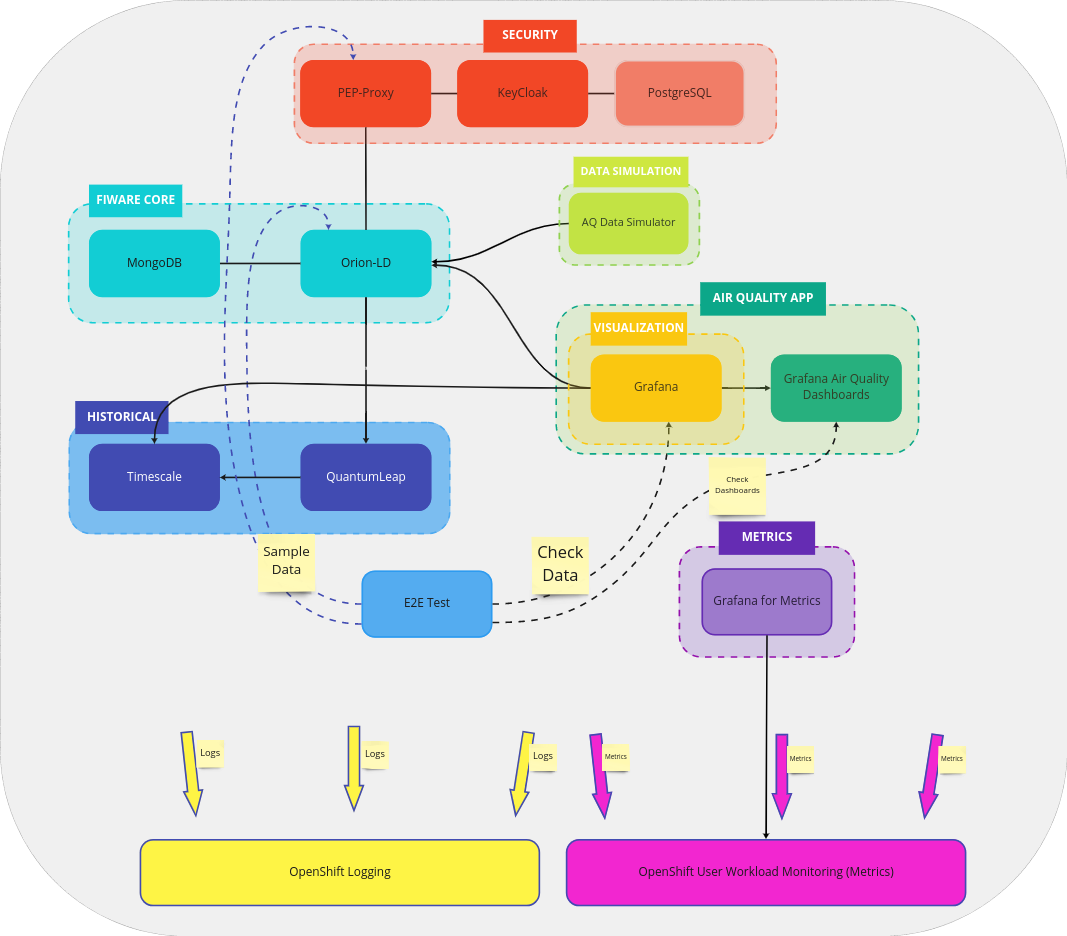 SECURITY
PEP-Proxy
KeyCloak
PostgreSQL
DATA SIMULATION
AQ Data Simulator
FIWARE CORE
MongoDB
Orion-LD
AIR QUALITY APP
VISUALIZATION
Grafana
Grafana Air Quality
Dashboards
HISTORICAL
Timescale
QuantumLeap
Check
Dashboards
Sample
Data
Check
Data
METRICS
E2E Test
Grafana for Metrics
Logs
Logs
Logs
Metrics
Metrics
Metrics
OpenShift Logging
OpenShift User Workload Monitoring (Metrics)